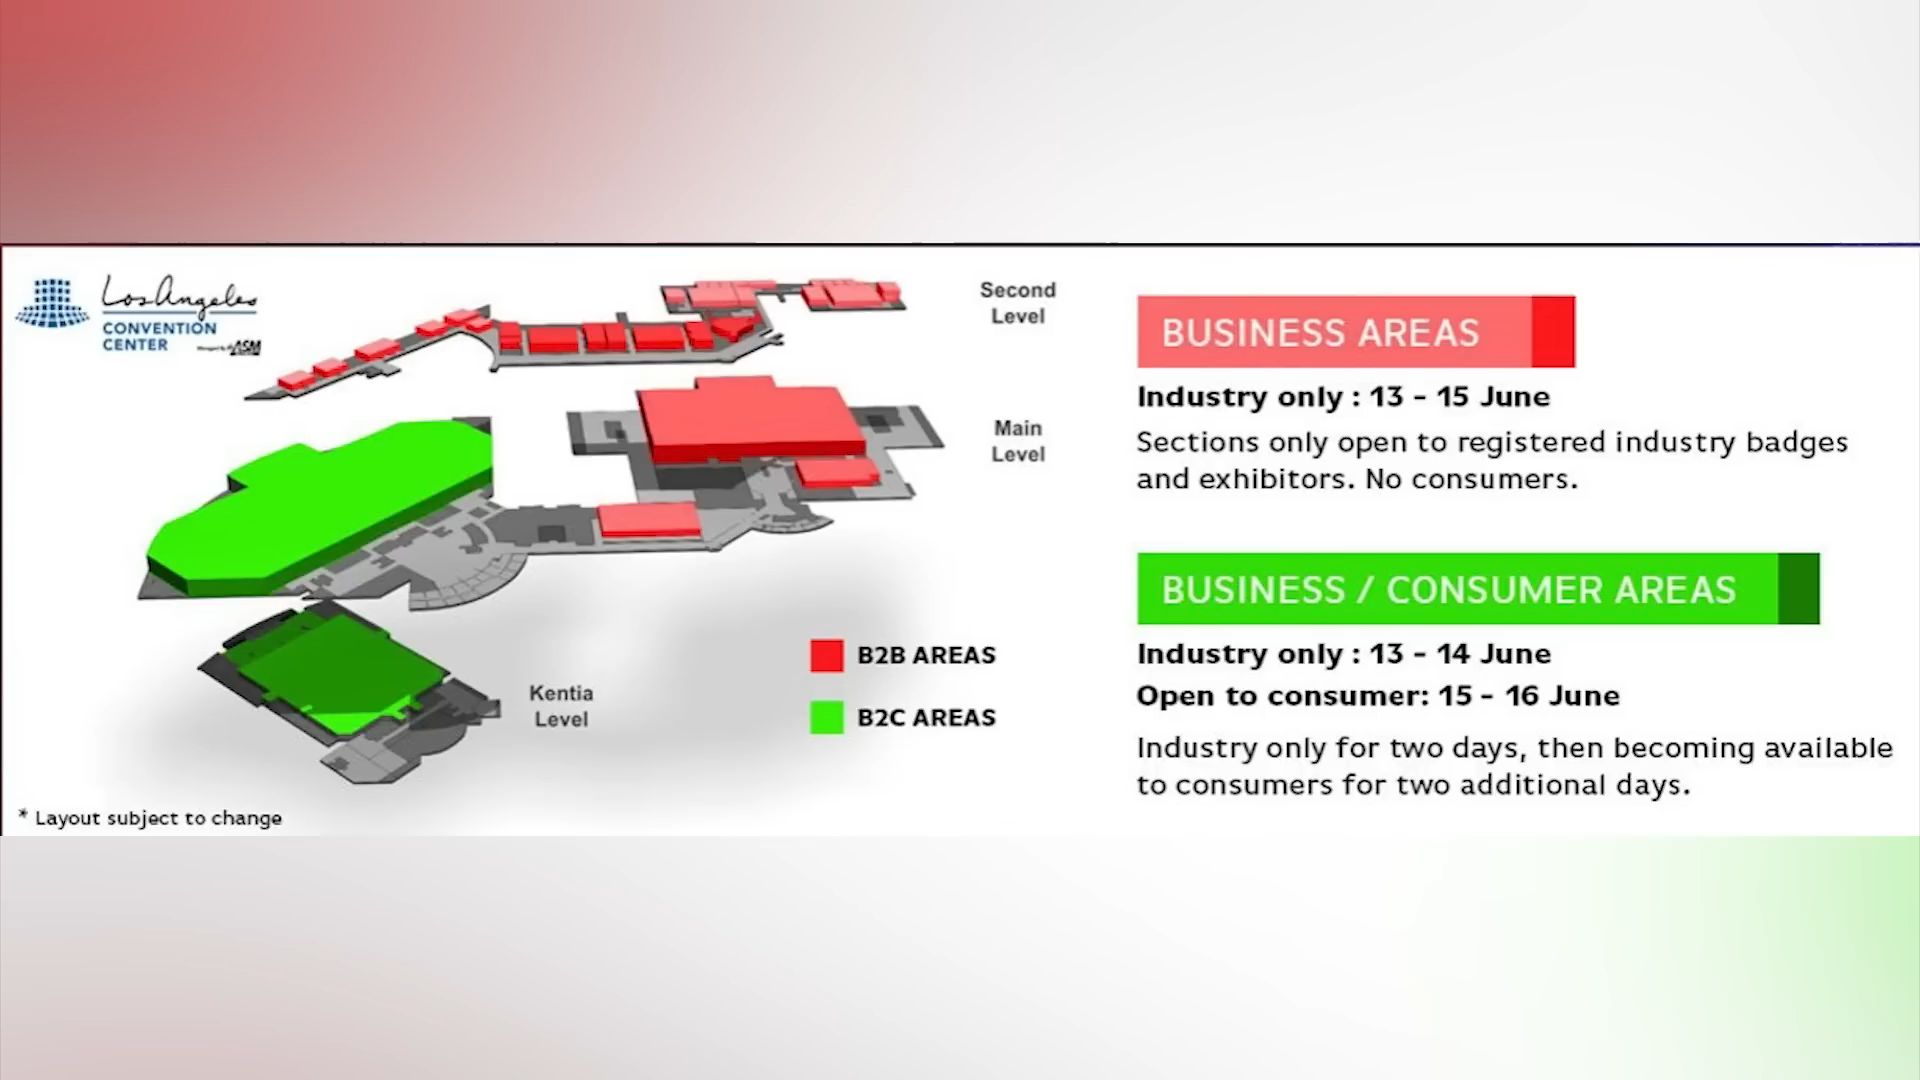 Los Angeles
CONVENTION
CENTER
ASM
Second
Level
Main
Level
Kentia
Level
B2B AREAS
B2C AREAS
* Layout subject to change
BUSINESS AREAS
Industry only : 13 - 15 June
Sections only open to registered industry badges
and exhibitors. No consumers.
BUSINESS / CONSUMER AREAS
Industry only : 13 - 14 June
Open to consumer: 15 - 16 June
Industry only for two days, then becoming available
to consumers for two additional days.